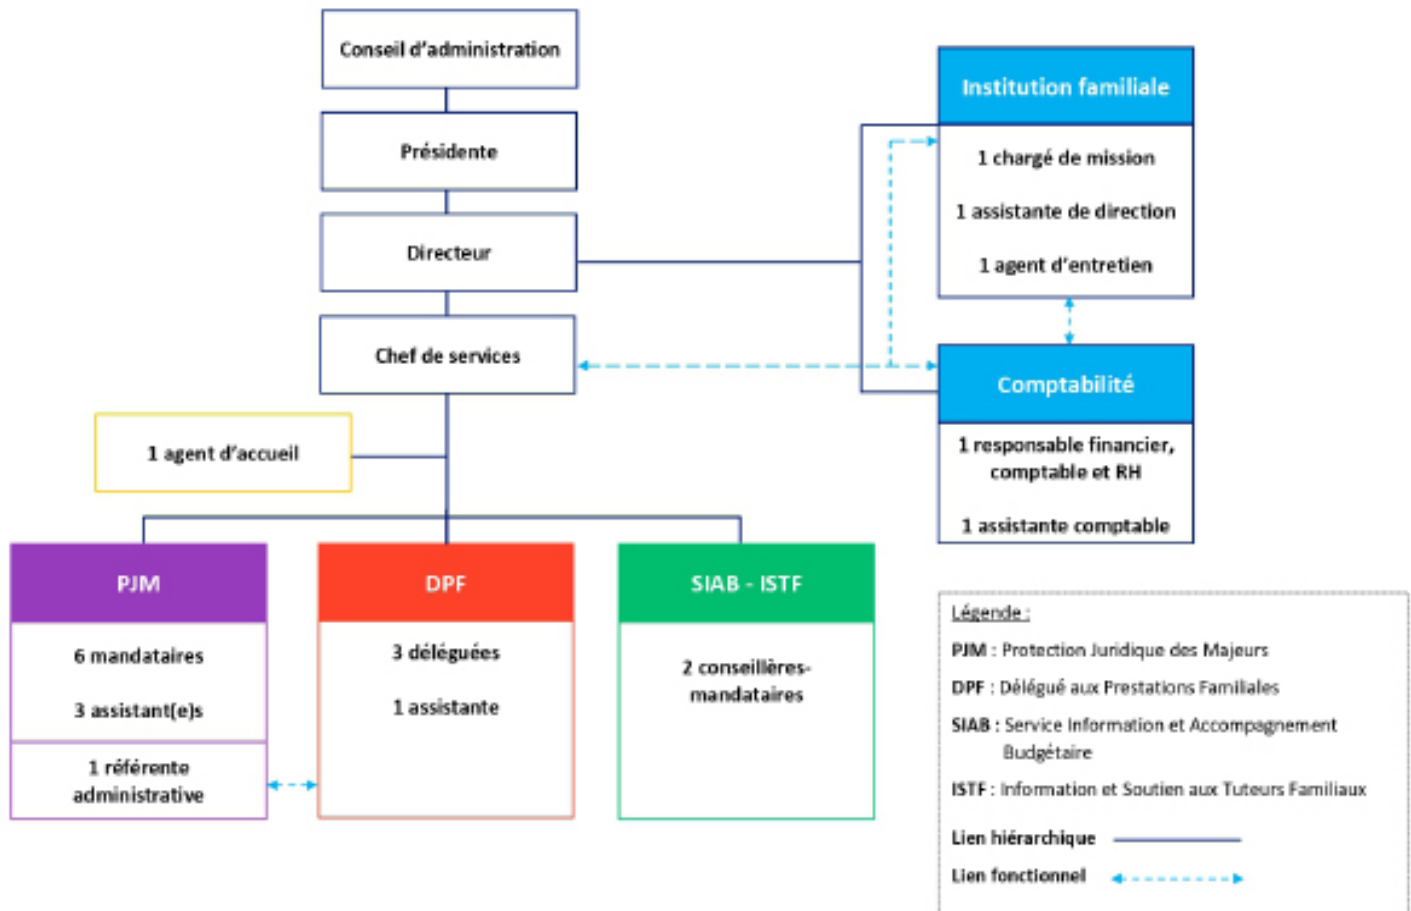 Conseil d'administration
Présidente
Directeur
Chef de services
1 agent d'accueil
Institution familiale
1 chargé de mission
1 assistante de direction
1 agent d'entretien
Comptabilité
1 responsable financier,
comptable et RH
1 assistante comptable
PJM
6 mandataires
3 assistant(e)s
1 référente
administrative
DPF
3 déléguées
1 assistante
SIAB - ISTF
2 conseillères-
mandataires
Légende :
PJM : Protection Juridique des Majeurs
DPF : Délégué aux Prestations Familiales
SIAB : Service Information et Accompagnement
Budgétaire
ISTF : Information et Soutien aux Tuteurs Familiaux
Lien hiérarchique
Lien fonctionnel